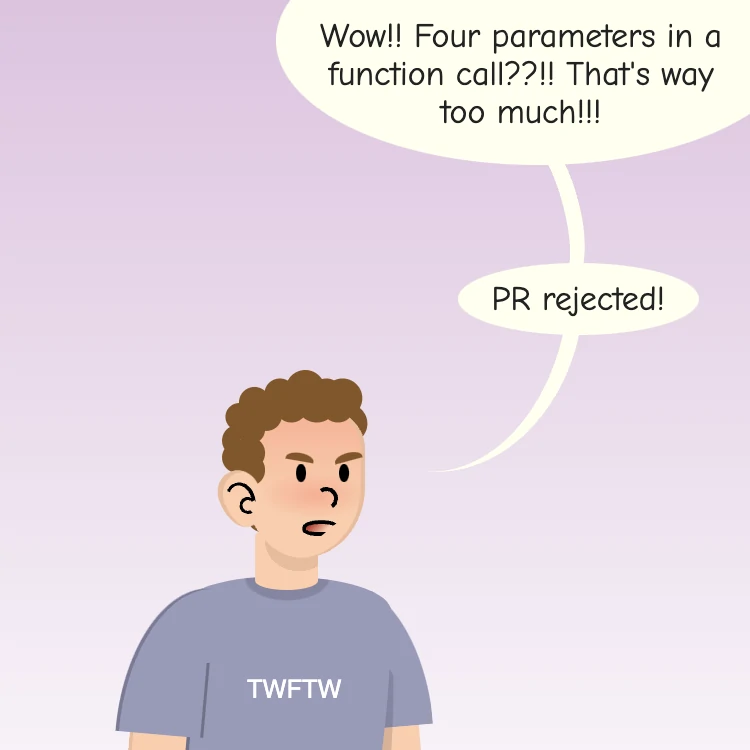 Wow!! Four parameters in a
function call??!! That's way
too much!!!
PR rejected!
TWFTW